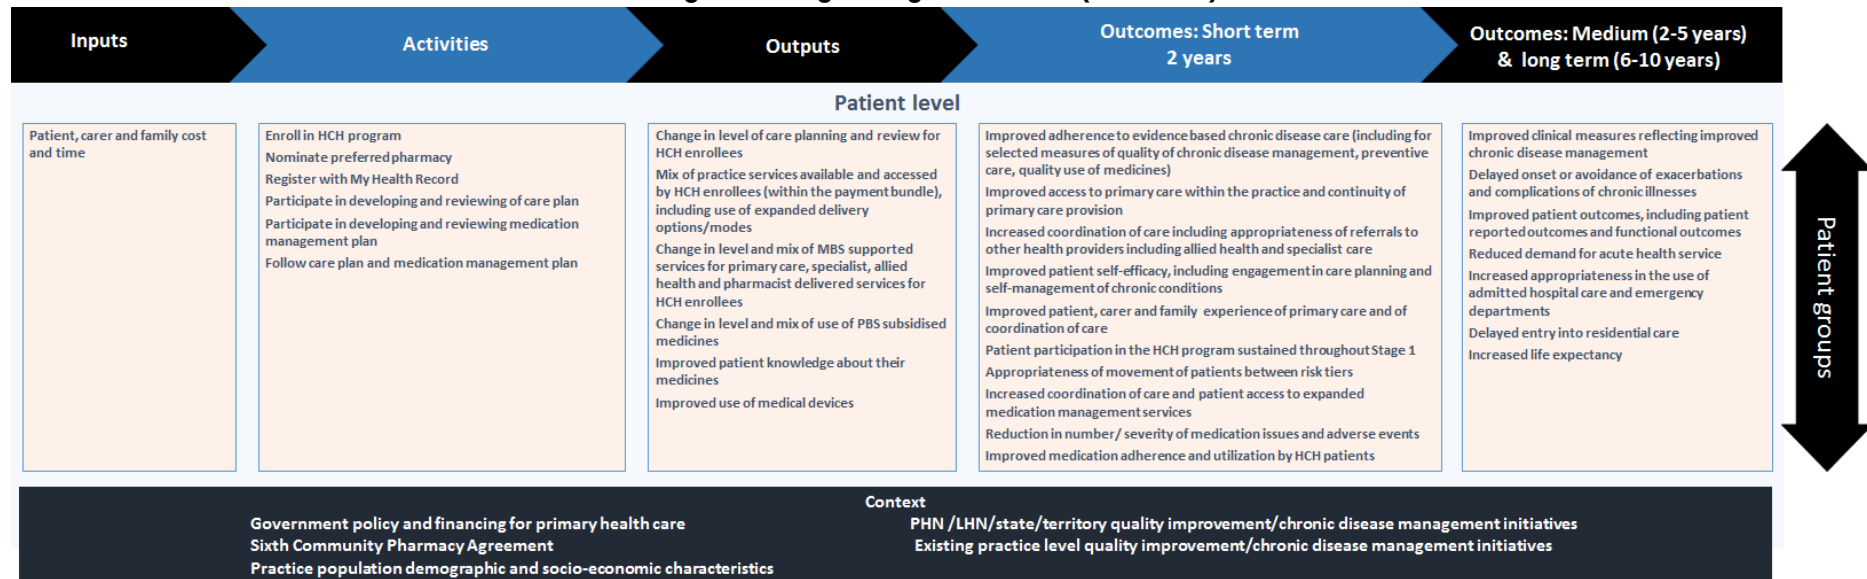 Inputs
Activities
Outputs
Outcomes: Short term
2 years
Outcomes: Medium (2-5 years)
& long term (6-10 years)
Patient level
Patient, carer and family cost
and time
Enroll in HCH program
Nominate preferred pharmacy
Register with My Health Record
Participate in developing and reviewing of care plan
Participate in developing and reviewing medication
management plan
Follow care plan and medication management plan
Change in level of care planning and review for
HCH enrollees
Mix of practice services available and accessed
by HCH enrollees (within the payment bundle),
including use of expanded delivery
options/modes
Change in level and mix of MBS supported
services for primary care, specialist, allied
health and pharmacist delivered services for
HCH enrollees
Change in level and mix of use of PBS subsidised
medicines
Improved patient knowledge about their
medicines
Improved use of medical devices
Improved adherence to evidence based chronic disease care (including for
selected measures of quality of chronic disease management, preventive
care, quality use of medicines)
Improved access to primary care within the practice and continuity of
primary care provision
Increased coordination of care including appropriateness of referrals to
other health providers including allied health and specialist care
Improved patient self-efficacy, including engagement in care planning and
self-management of chronic conditions
Improved patient, carer and family experience of primary care and of
coordination of care
Patient participation in the HCH program sustained throughout Stage 1
Appropriateness of movement of patients between risk tiers
Increased coordination of care and patient access to expanded
medication management services
Reduction in number/ severity of medication issues and adverse events
Improved medication adherence and utilization by HCH patients
Improved clinical measures reflecting improved
chronic disease management
Delayed onset or avoidance of exacerbations
and complications of chronic illnesses
Improved patient outcomes, including patient
reported outcomes and functional outcomes
Reduced demand for acute health service
Increased appropriateness in the use of
admitted hospital care and emergency
departments
Delayed entry into residential care
Increased life expectancy
Patient groups
Context
Government policy and financing for primary health care
Sixth Community Pharmacy Agreement
Practice population demographic and socio-economic characteristics
PHN /LHN/state/territory quality improvement/chronic disease management initiatives
Existing practice level quality improvement/chronic disease management initiatives